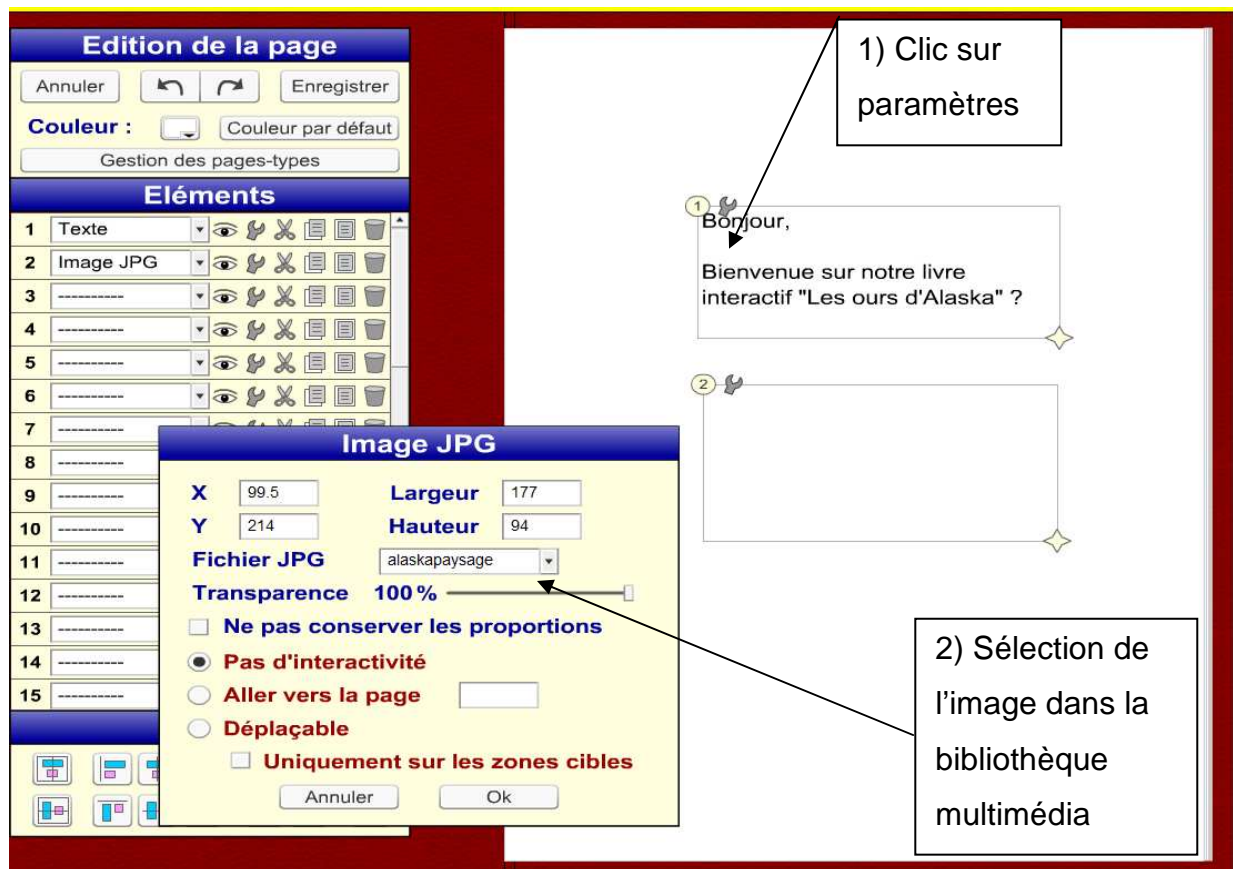 Edition de la page
Annuler
Enregistrer
Couleur :
Couleur par défaut
Gestion des pages-types
Eléments
1 Texte
2 Image JPG
3 ----------
4 ----------
5 ----------
6 ----------
7 ----------
8 ----------
9 ----------
10 ----------
11 ----------
12 ----------
13 ----------
14 ----------
15 ----------
Image JPG
X 99.5 Largeur 177
Y 214 Hauteur 94
Fichier JPG alaskapaysage
Transparence 100 %
Ne pas conserver les proportions
Pas d'interactivité
Aller vers la page
Déplaçable
Uniquement sur les zones cibles
Annuler Ok
1) Clic sur
paramètres
1
Bonjour,
Bienvenue sur notre livre
interactif "Les ours d'Alaska" ?
2
2) Sélection de
l’image dans la
bibliothèque
multimédia